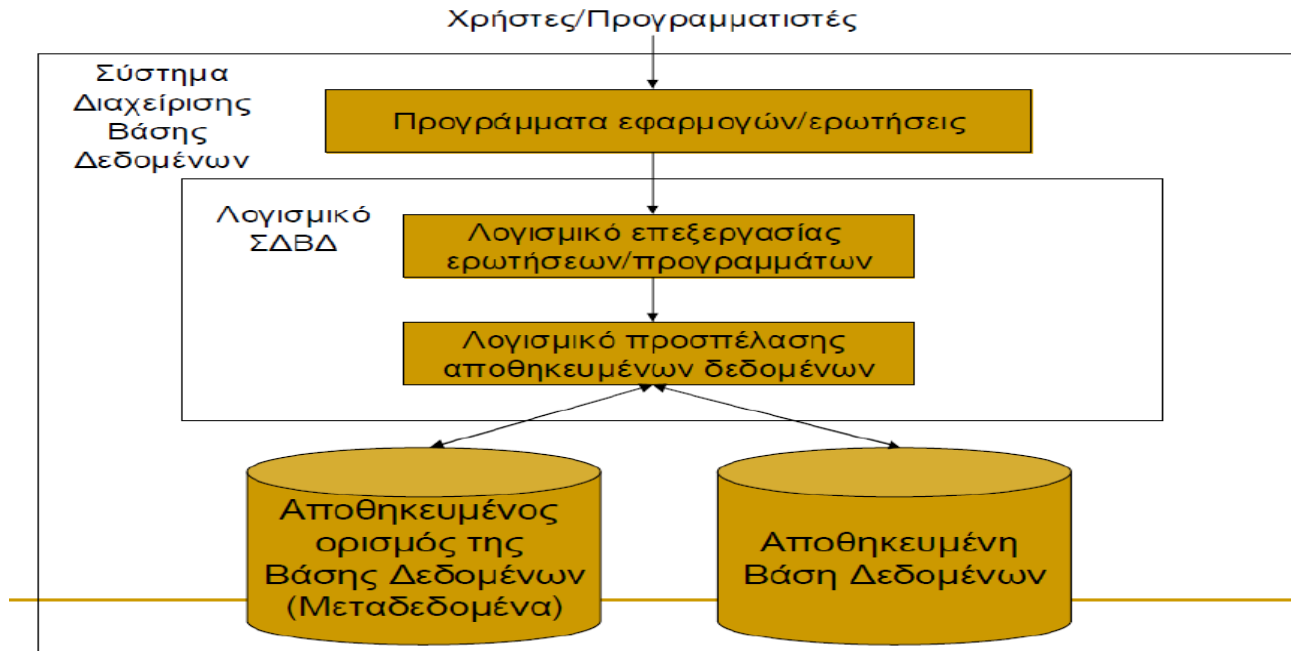 Χρήστες/Προγραμματιστές
Σύστημα
Διαχείρισης
Βάσης
Δεδομένων
Προγράμματα εφαρμογών/ερωτήσεις
Λογισμικό
ΣΔΒΔ
Λογισμικό επεξεργασίας
ερωτήσεων/προγραμμάτων
Λογισμικό προσπέλασης
αποθηκευμένων δεδομένων
Αποθηκευμένος
ορισμός της
Βάσης Δεδομένων
(Μεταδεδομένα)
Αποθηκευμένη
Βάση Δεδομένων